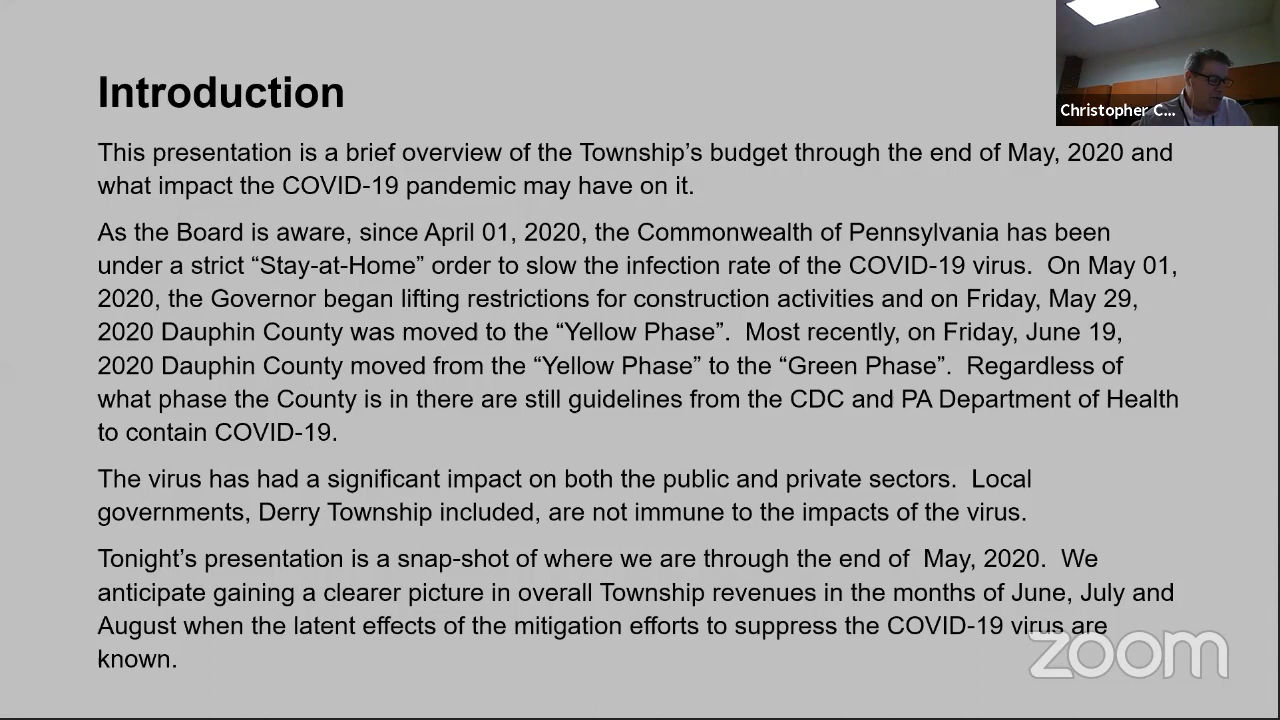 Introduction
This presentation is a brief overview of the Township’s budget through the end of May, 2020 and
what impact the COVID-19 pandemic may have on it.
As the Board is aware, since April 01, 2020, the Commonwealth of Pennsylvania has been
under a strict “Stay-at-Home” order to slow the infection rate of the COVID-19 virus.  On May 01,
2020, the Governor began lifting restrictions for construction activities and on Friday, May 29,
2020 Dauphin County was moved to the “Yellow Phase”.  Most recently, on Friday, June 19,
2020 Dauphin County moved from the “Yellow Phase” to the “Green Phase”.  Regardless of
what phase the County is in there are still guidelines from the CDC and PA Department of Health
to contain COVID-19.
The virus has had a significant impact on both the public and private sectors.  Local
governments, Derry Township included, are not immune to the impacts of the virus.
Tonight’s presentation is a snap-shot of where we are through the end of  May, 2020.  We
anticipate gaining a clearer picture in overall Township revenues in the months of June, July and
August when the latent effects of the mitigation efforts to suppress the COVID-19 virus are
known.
Christopher C...
zoom